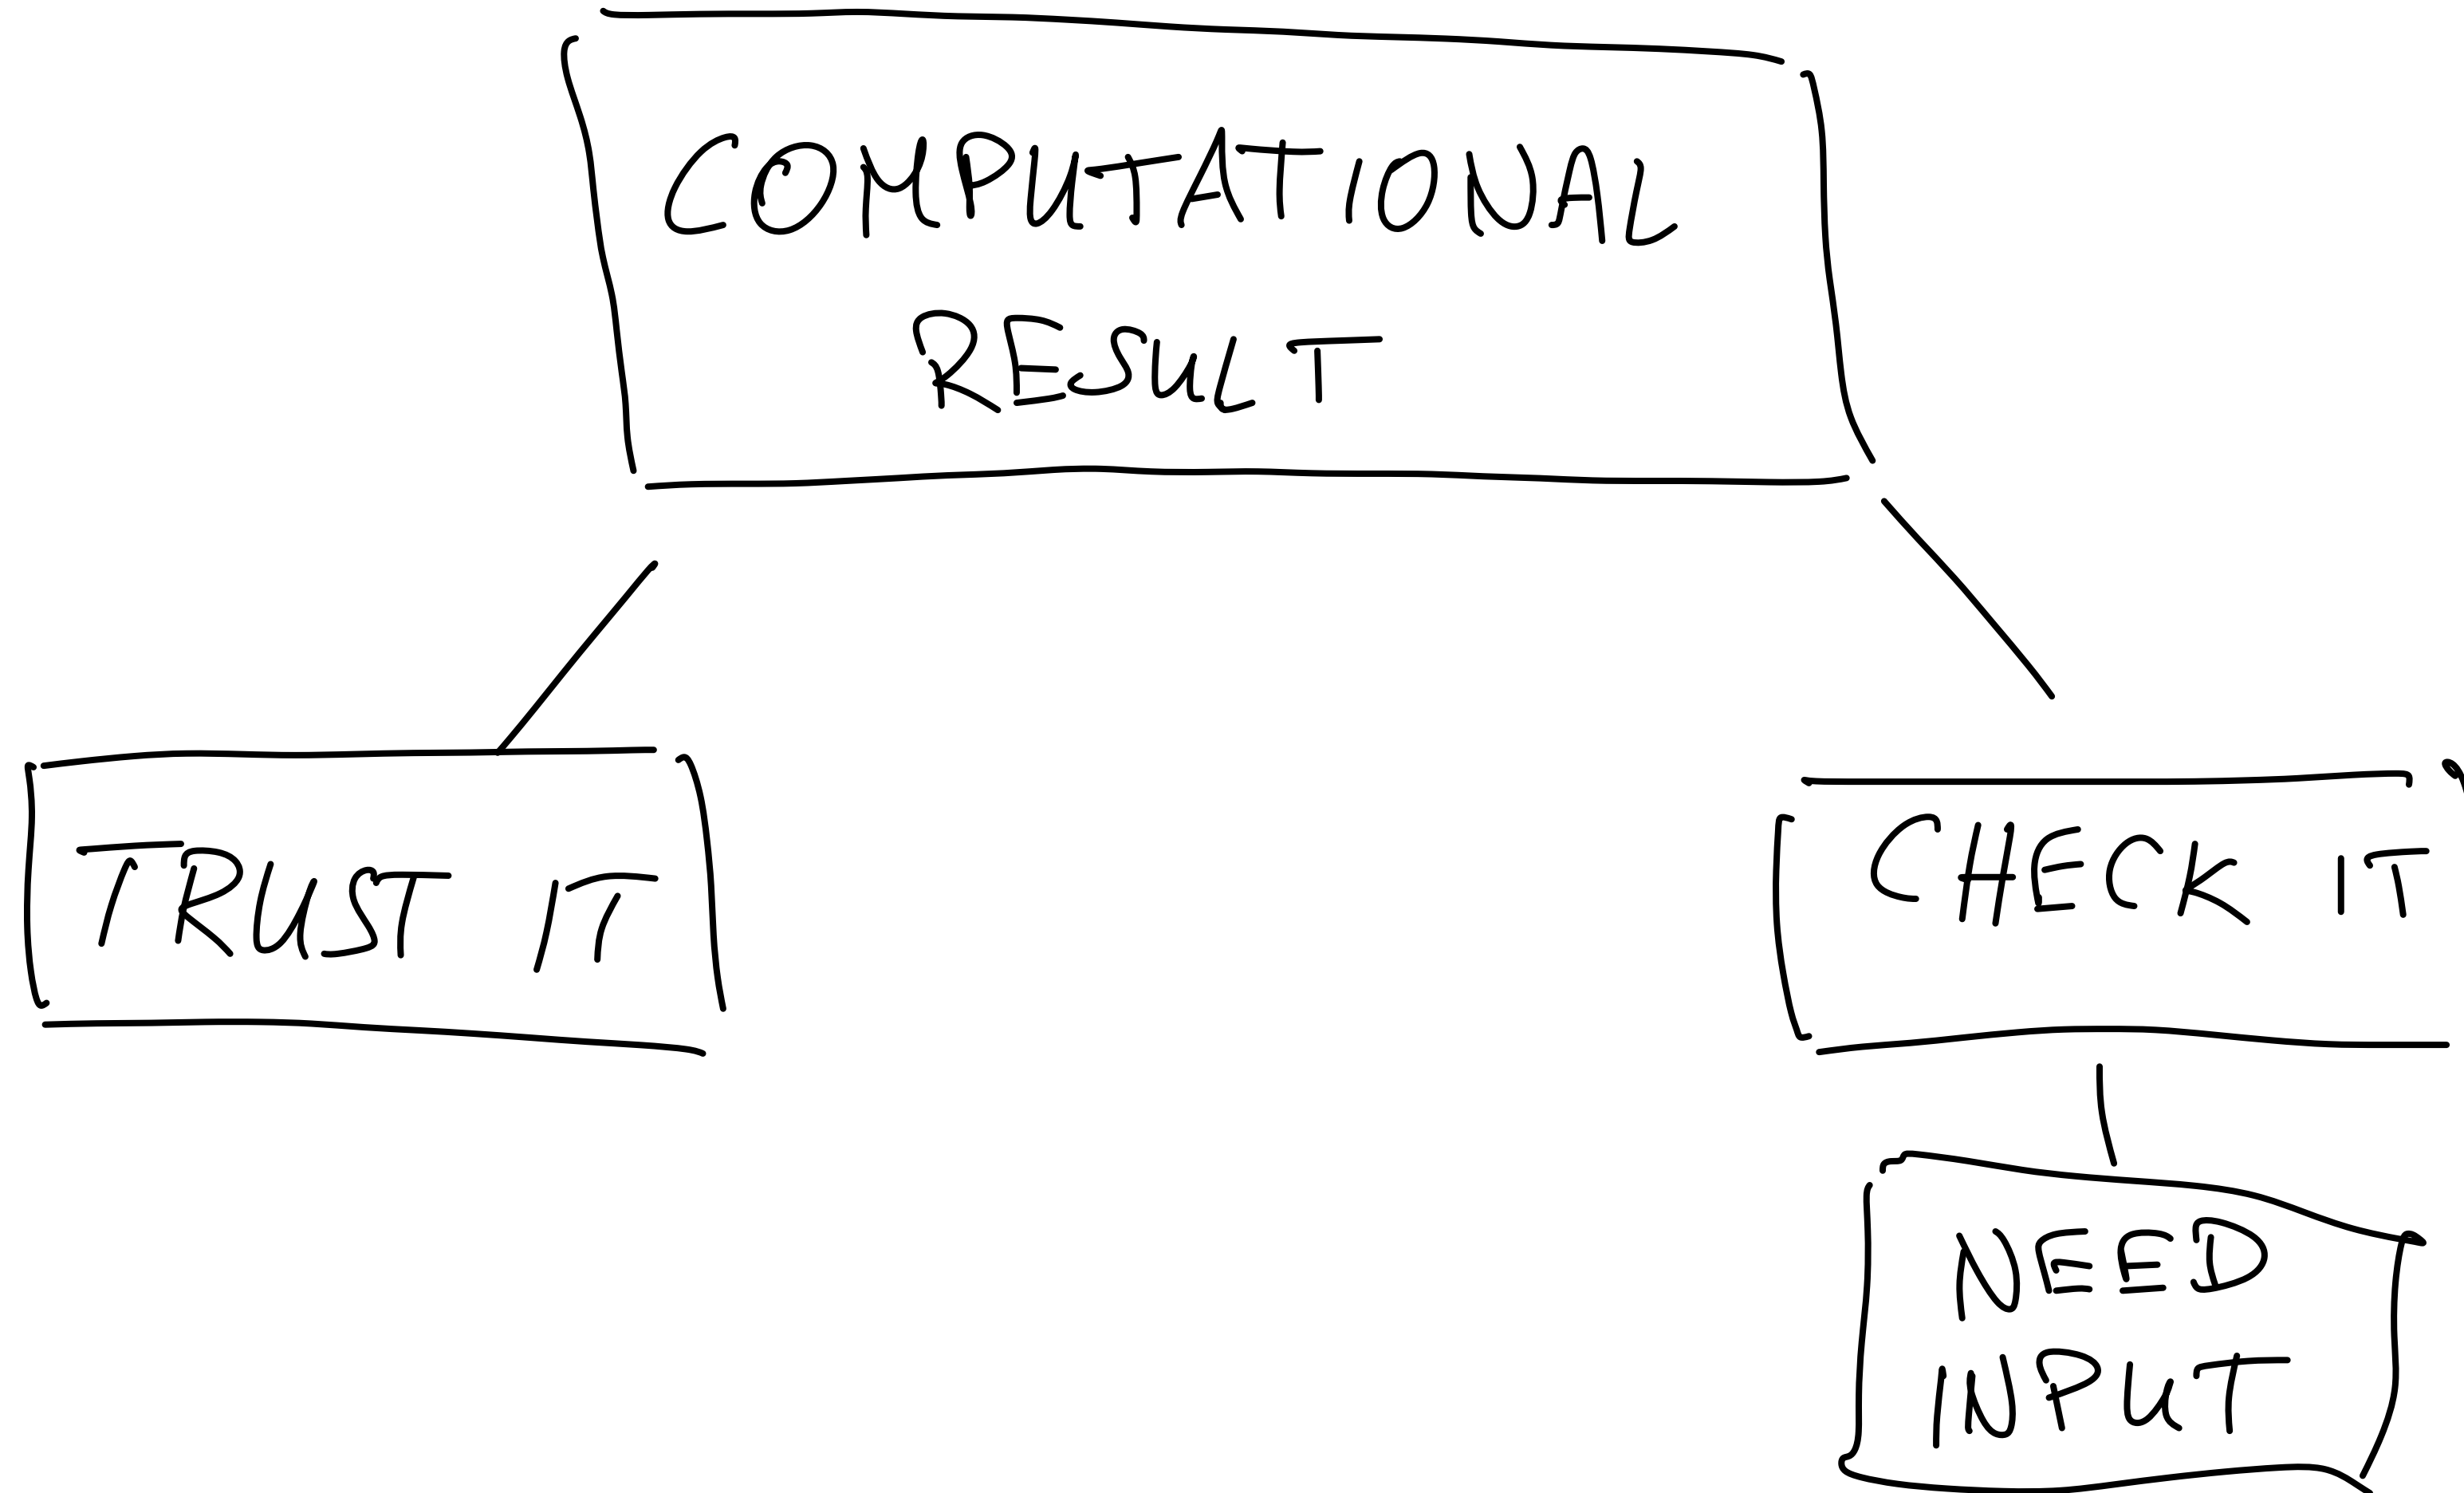 COMPUTATIONAL
RESULT
TRUST IT
CHECK IT
NEED
INPUT